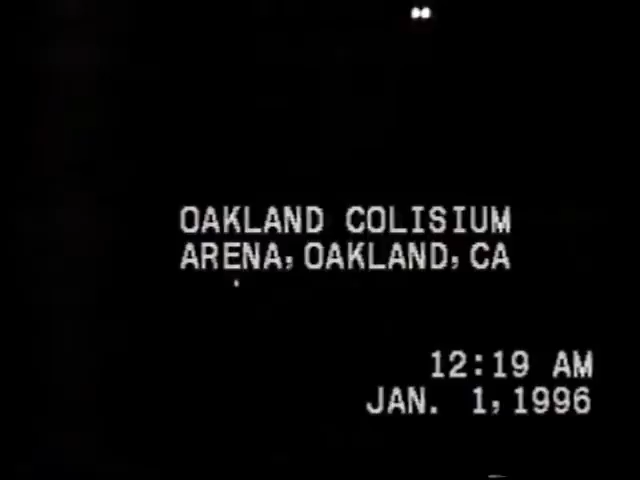 OAKLAND COLISIUM
ARENA, OAKLAND, CA
12:19 AM
JAN. 1, 1996